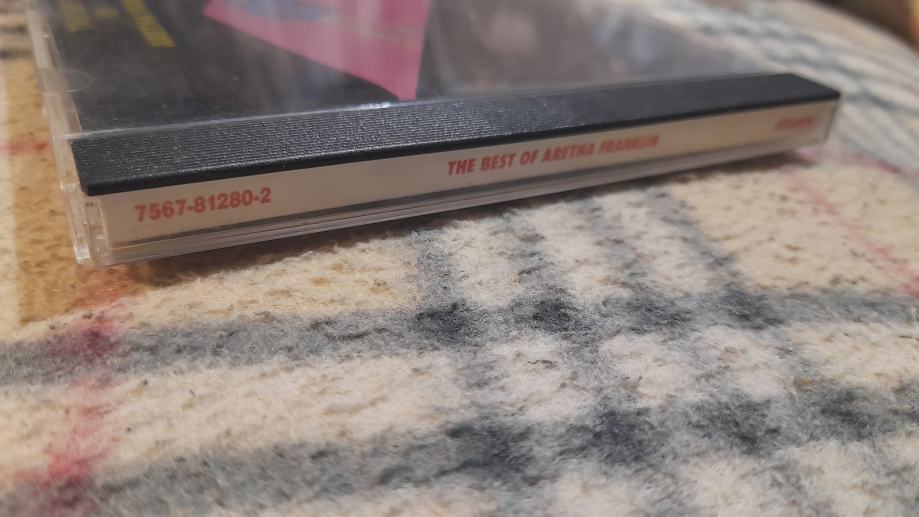 7567-81280-2
THE BEST OF ARETHA FRANKLIN